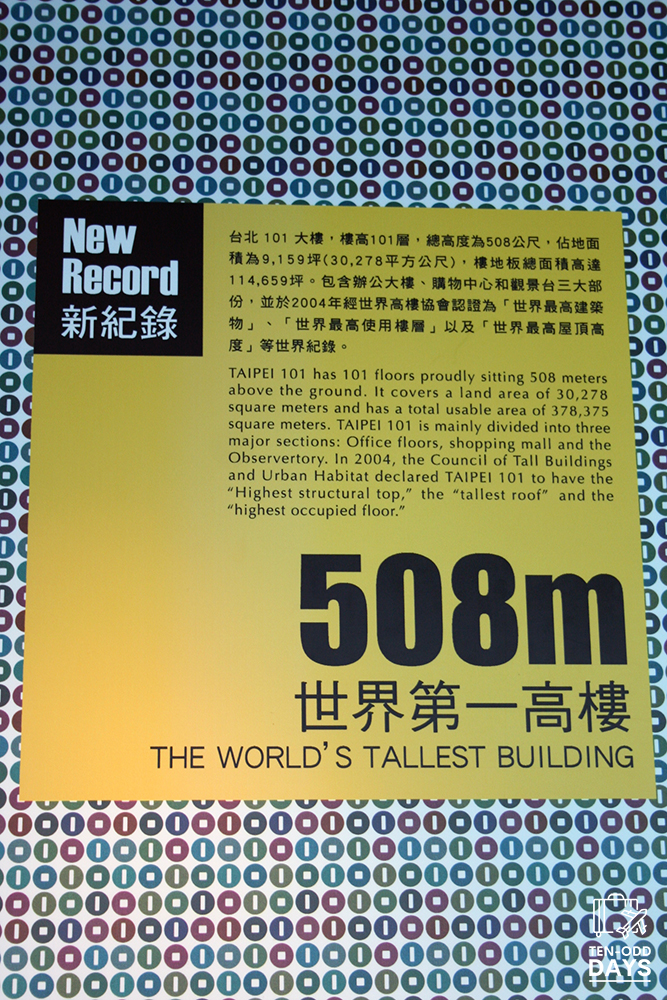 New
Record
新紀錄
台北 101 大樓，樓高101層，總高度為508公尺，佔地面
積為9,159坪(30,278平方公尺)，樓地板總面積高達
114,659坪。包含辦公大樓、購物中心和觀景台三大部
份，並於2004年經世界高樓協會認證為「世界最高建築
物」、「世界最高使用樓層」以及「世界最高屋頂高
度」等世界紀錄。
TAIPEI 101 has 101 floors proudly sitting 508 meters
above the ground. It covers a land area of 30,278
square meters and has a total usable area of 378,375
square meters. TAIPEI 101 is mainly divided into three
major sections: Office floors, shopping mall and the
Observertory. In 2004, the Council of Tall Buildings
and Urban Habitat declared TAIPEI 101 to have the
“Highest structural top,” the “tallest roof” and the
“highest occupied floor.”
508m
世界第一高樓
THE WORLD’S TALLEST BUILDING
TEN-ODD
DAYS